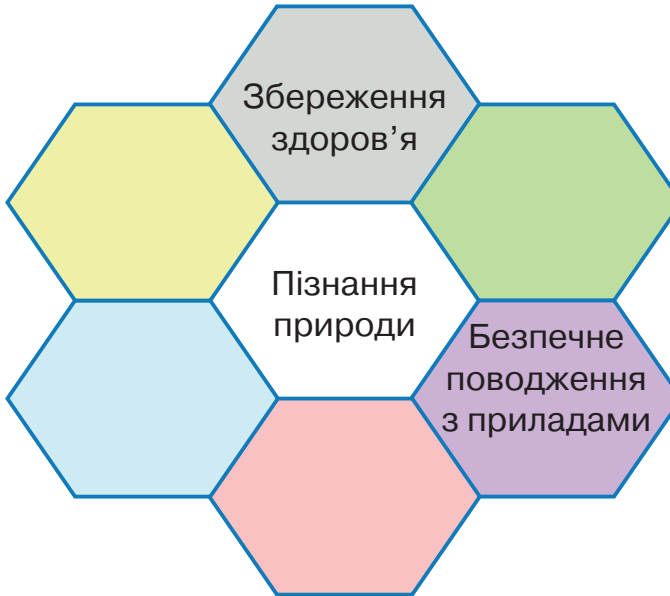 Збереження
здоров’я
Пізнання
природи
Безпечне
поводження
з приладами